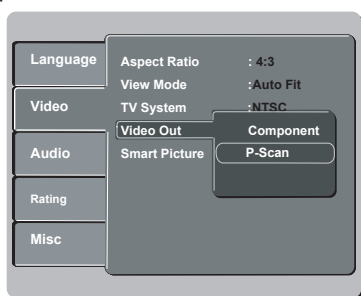 Language
Video
Audio
Rating
Misc
Aspect Ratio : 4:3
View Mode :Auto Fit
TV System :NTSC
Video Out Component
Smart Picture P-Scan